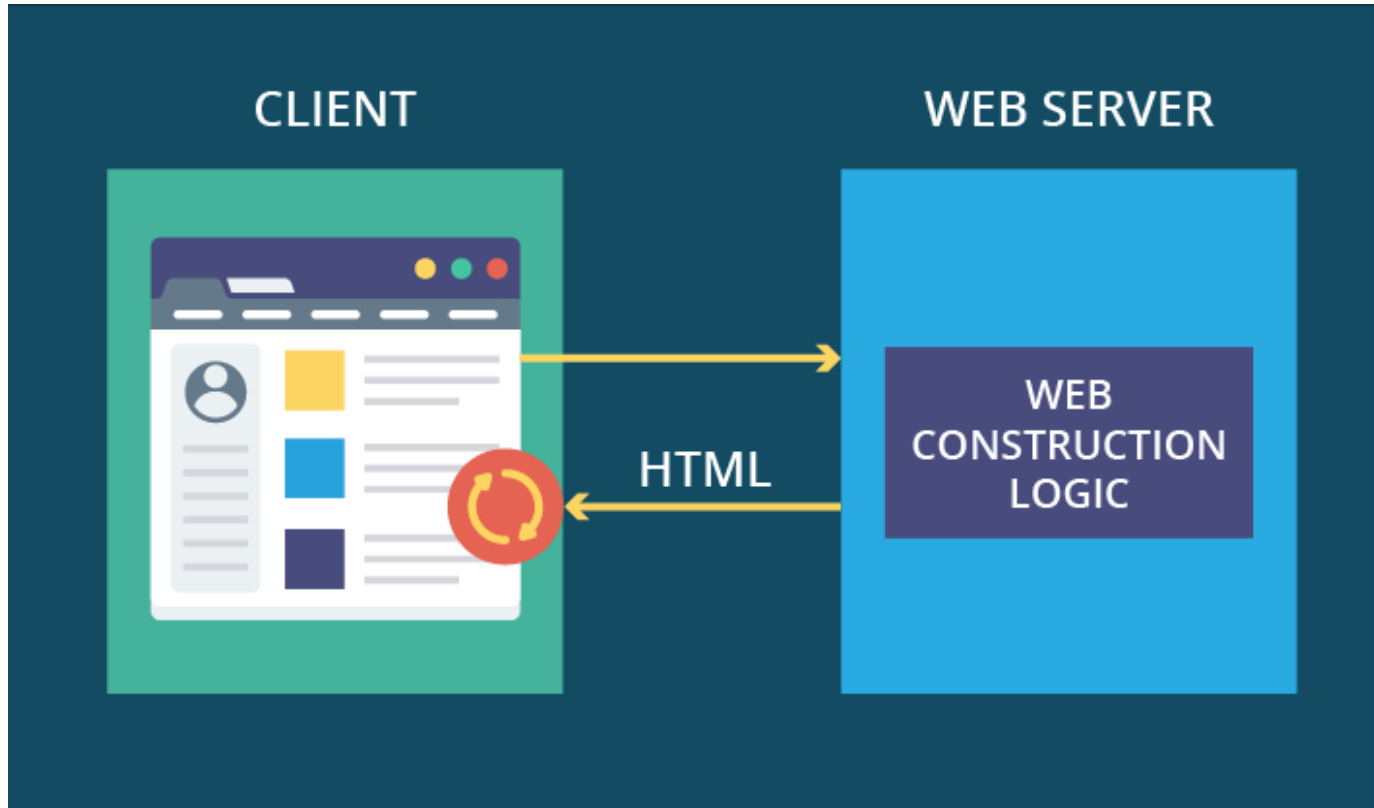 CLIENT
WEB SERVER
HTML
WEB
CONSTRUCTION
LOGIC